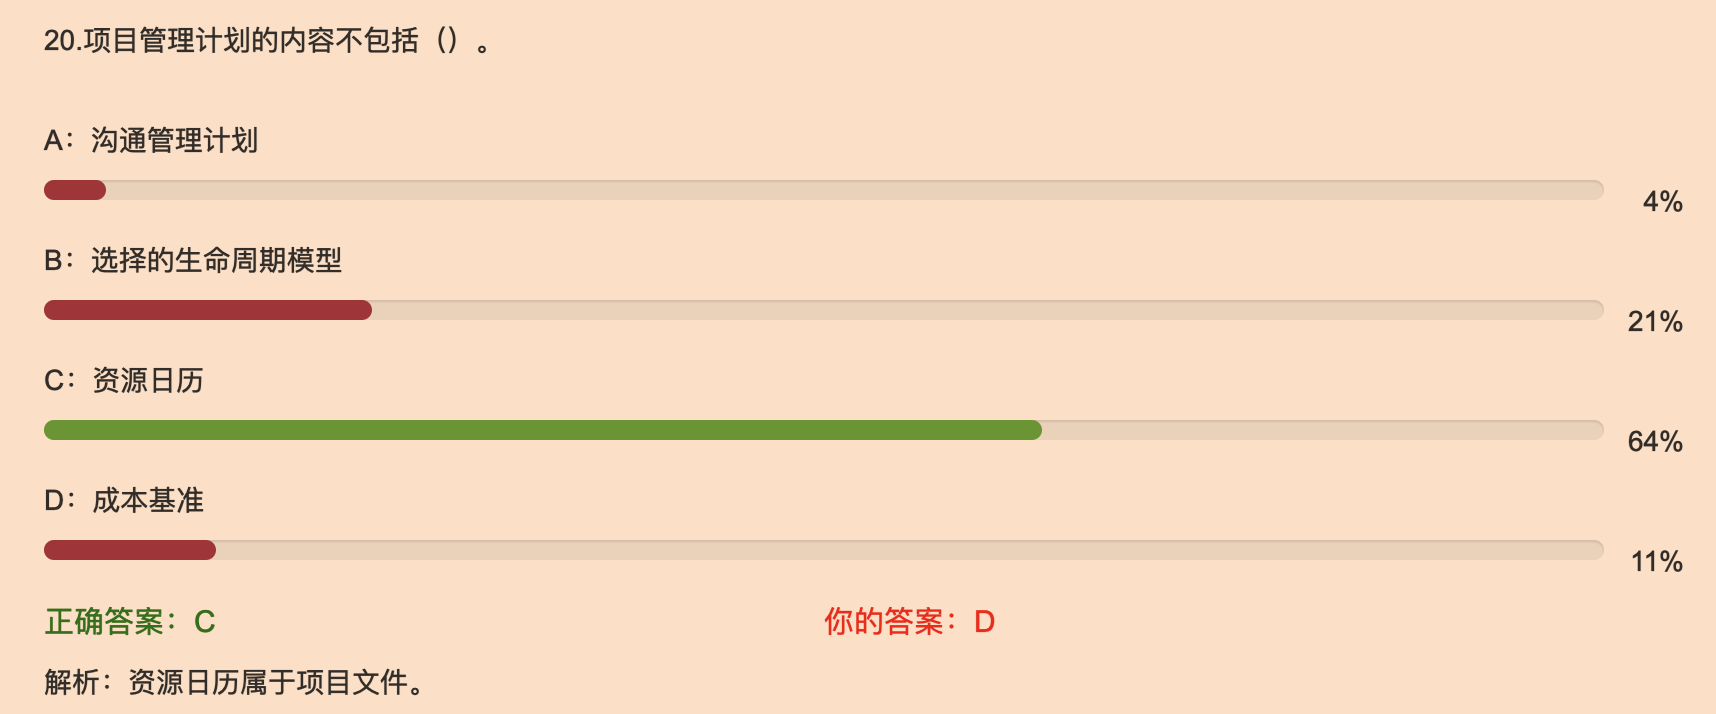 20.项目管理计划的内容不包括（）。
A：沟通管理计划
4%
B：选择的生命周期模型
21%
C：资源日历
64%
D：成本基准
11%
正确答案：C 你的答案：D
解析：资源日历属于项目文件。